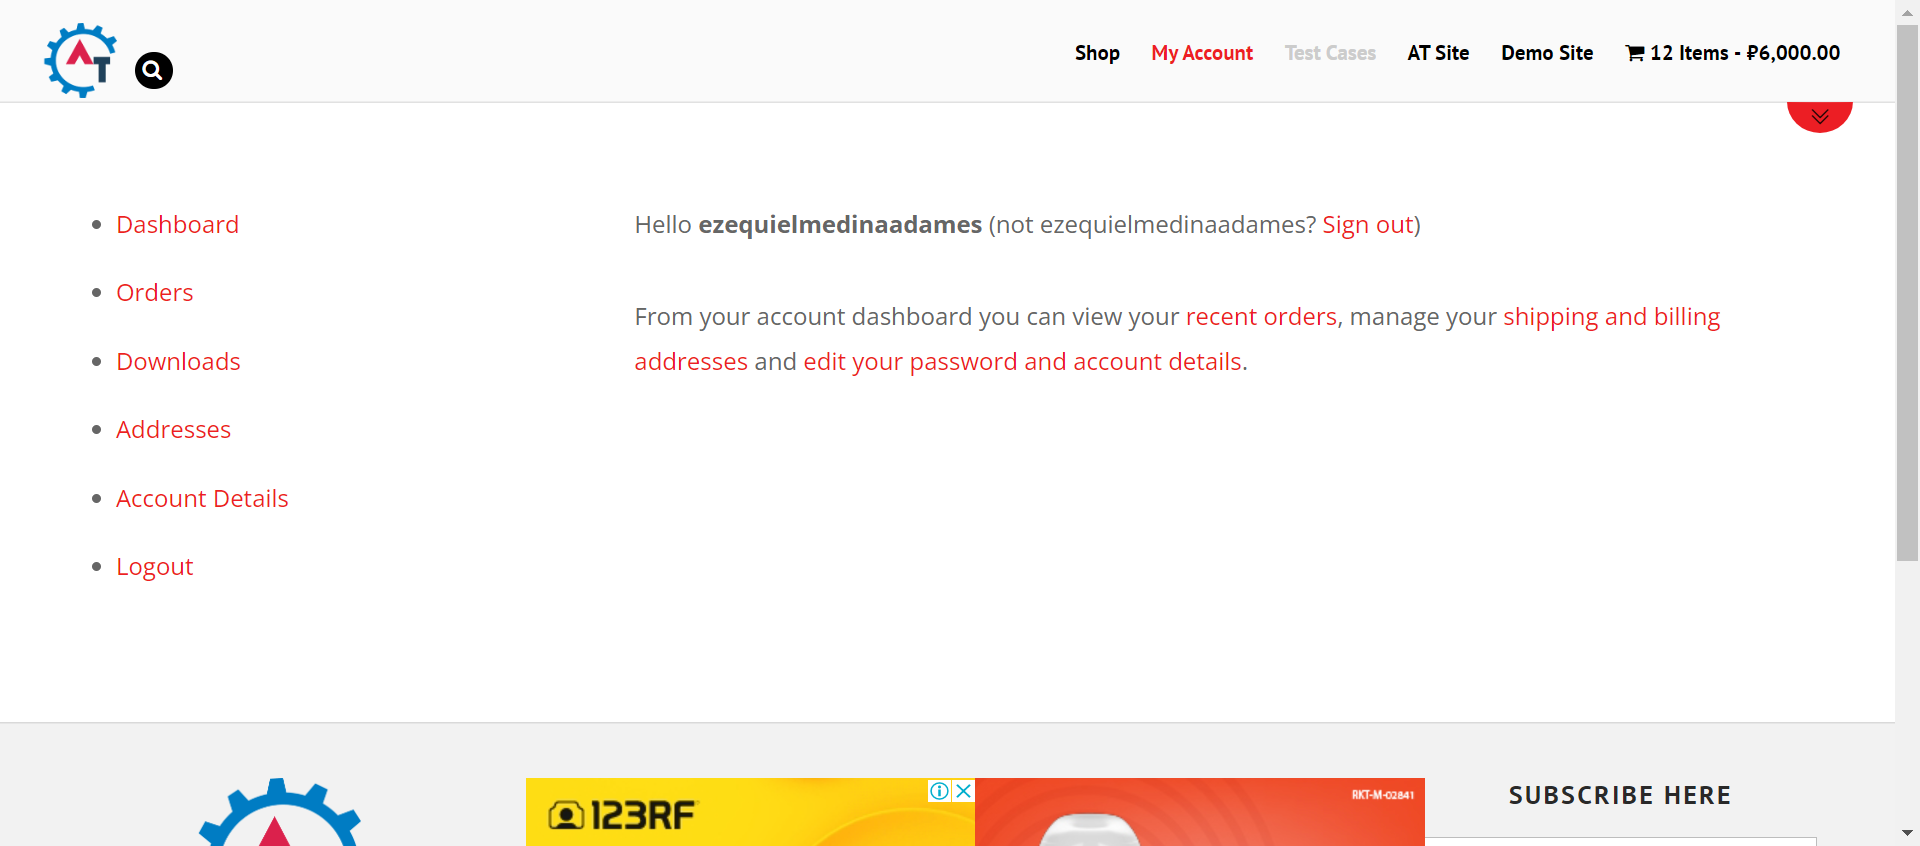 AT
Shop
My Account
Test Cases
AT Site
Demo Site
12 Items - ₽6,000.00
Dashboard
Orders
Downloads
Addresses
Account Details
Logout
Hello ezequielmedinaadames (not ezequielmedinaadames? Sign out)
From your account dashboard you can view your recent orders, manage your shipping and billing
addresses and edit your password and account details.
123RF
RKT-M-02841
SUBSCRIBE HERE